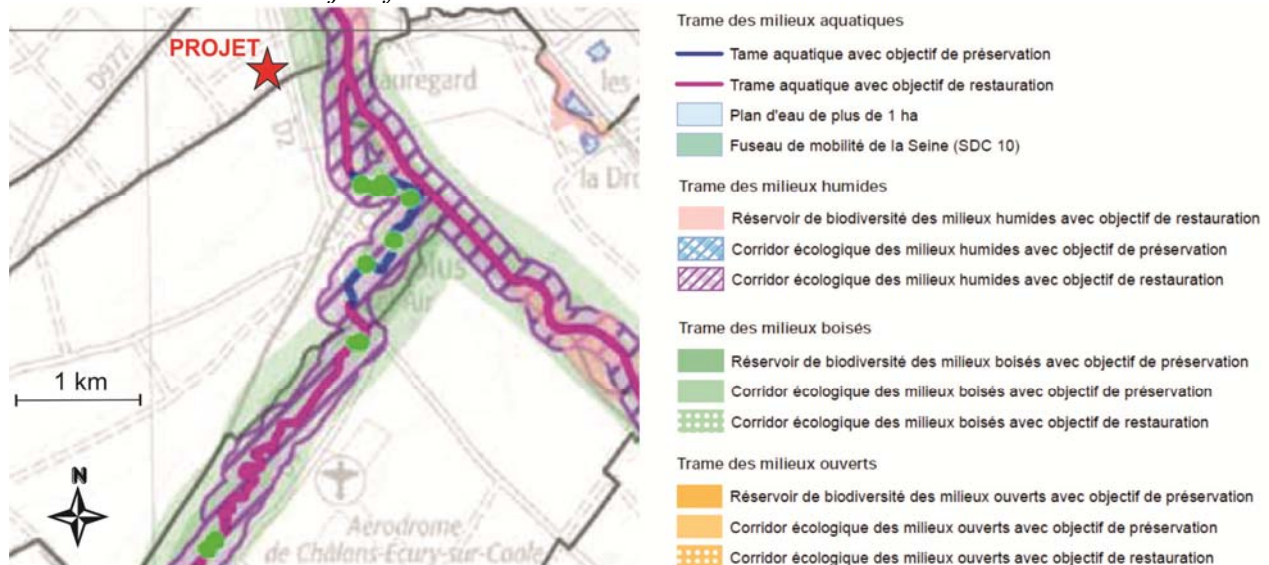 PROJET
D977
auregard
les
D2
la Dro
plus
Air
1 km
N
Aérodrome
de Châlons-Ecury-sur-Coole
Trame des milieux aquatiques
Tame aquatique avec objectif de préservation
Trame aquatique avec objectif de restauration
Plan d'eau de plus de 1 ha
Fuseau de mobilité de la Seine (SDC 10)
Trame des milieux humides
Réservoir de biodiversité des milieux humides avec objectif de restauration
Corridor écologique des milieux humides avec objectif de préservation
Corridor écologique des milieux humides avec objectif de restauration
Trame des milieux boisés
Réservoir de biodiversité des milieux boisés avec objectif de préservation
Corridor écologique des milieux boisés avec objectif de préservation
Corridor écologique des milieux boisés avec objectif de restauration
Trame des milieux ouverts
Réservoir de biodiversité des milieux ouverts avec objectif de préservation
Corridor écologique des milieux ouverts avec objectif de préservation
Corridor écologique des milieux ouverts avec objectif de restauration